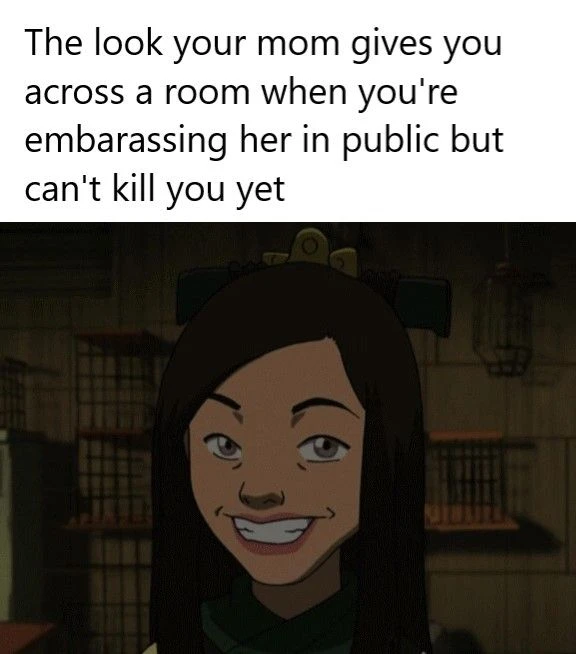 The look your mom gives you
across a room when you're
embarassing her in public but
can't kill you yet